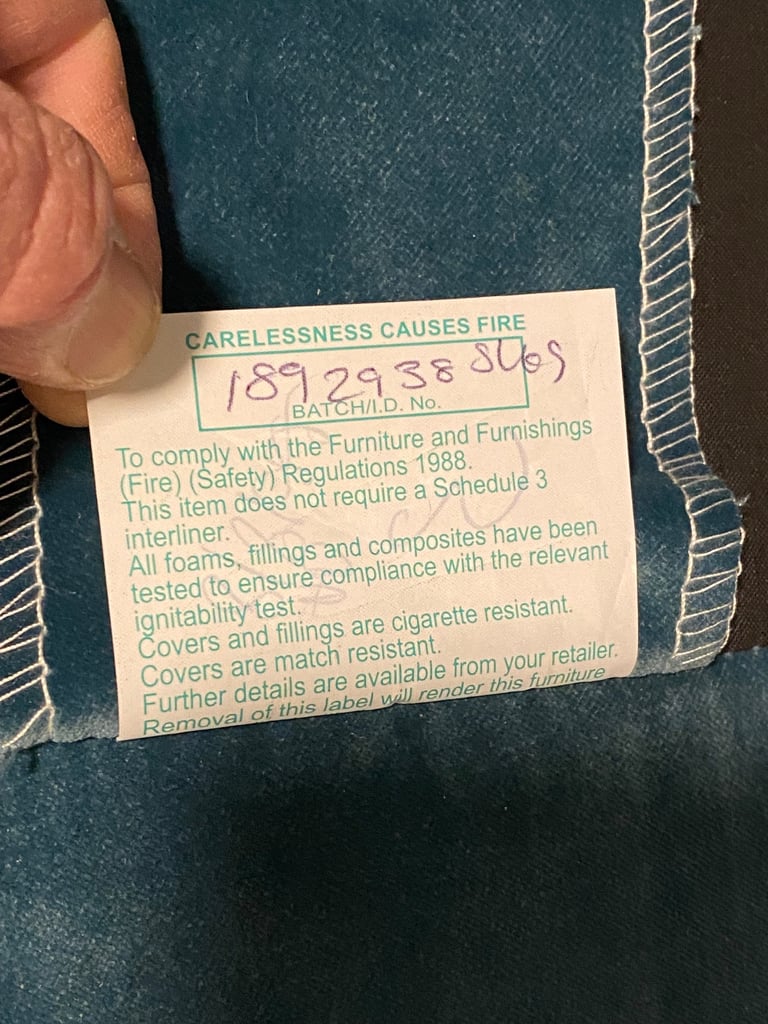 CARELESSNESS CAUSES FIRE
1892938
BATCH/I.D. No.
To comply with the Furniture and Furnishings
(Fire) (Safety) Regulations 1988.
This item does not require a Schedule 3
interliner.
All foams, fillings and composites have been
tested to ensure compliance with the relevant
ignitability test.
Covers and fillings are cigarette resistant.
Covers are match resistant.
Further details are available from your retailer.
Removal of this label will render this furniture